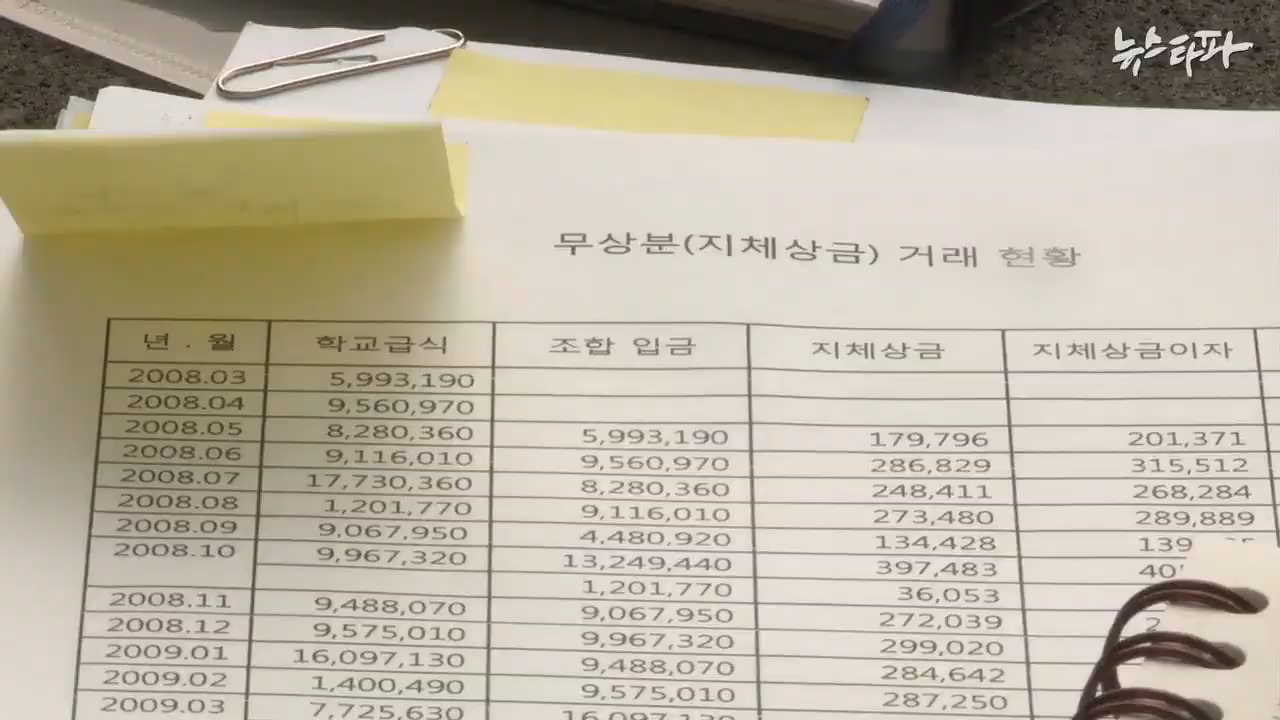 뉴스타파
무상분(지체상금) 거래 현황
년 . 월 학교급식 조합 입금 지체상금 지체상금이자
2008.03 5,993,190
2008.04 9,560,970
2008.05 8,280,360 5,993,190 179,796 201,371
2008.06 9,116,010 9,560,970 286,829 315,512
2008.07 17,730,360 8,280,360 248,411 268,284
2008.08 1,201,770 9,116,010 273,480 289,889
2008.09 9,067,950 4,480,920 134,428
2008.10 9,967,320 13,249,440 397,483
1,201,770 36,053
2008.11 9,488,070 9,067,950 272,039
2008.12 9,575,010 9,967,320 299,020
2009.01 16,097,130 9,488,070 284,642
2009.02 1,400,490 9,575,010 287,250
2009.03 7,725,630 16,097,130